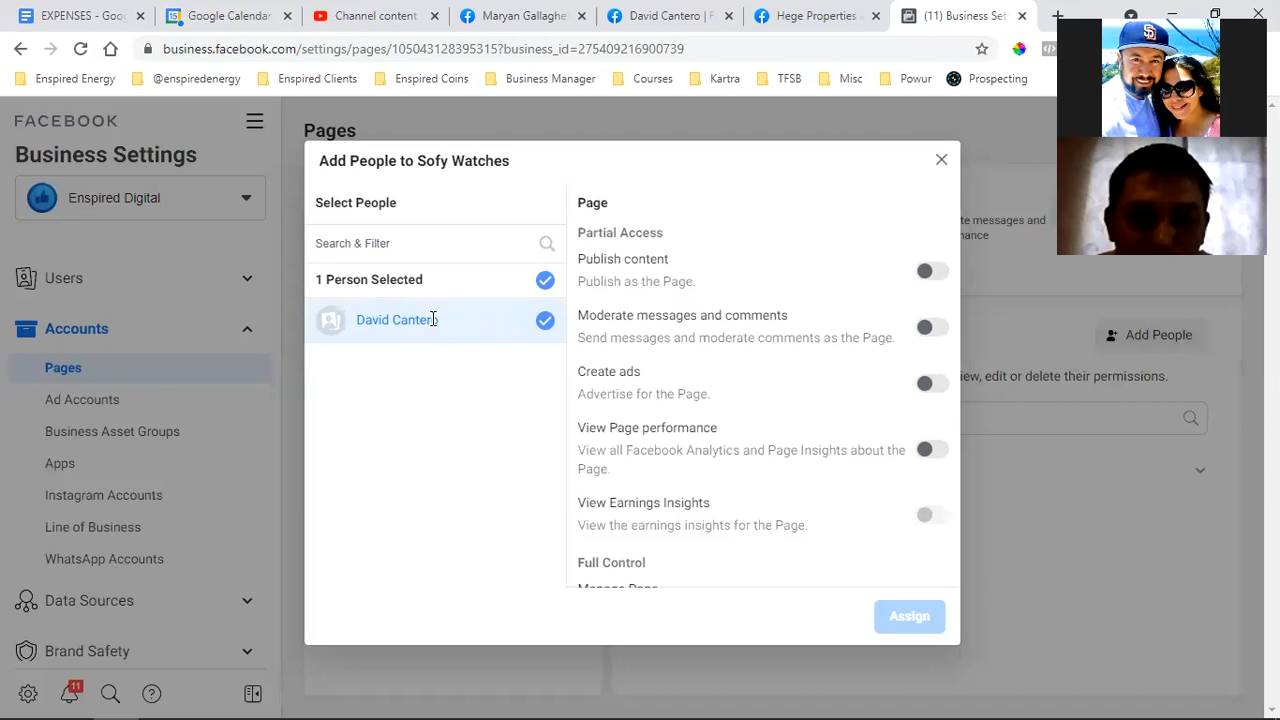 EXPENSES - Goog
Google Calendar
Channel content
Maryan Gallaghe
David Cantero | F
Hege Properties a
(11) Business Set
business.facebook.com/settings/pages/105043128395315?business_id=275409216900739
Enspired Energy
@enspiredenergy
Enspired Clients
Enspired Coins
Business Manager
Courses
Kartra
TFSB
Misc
Powur
Prospecting
FACEBOOK
Business Settings
Enspired Digital
Users
Accounts
Pages
Ad Accounts
Business Asset Groups
Apps
Instagram Accounts
Line of Business
WhatsApp Accounts
Data Sources
Brand Safety
11
Pages
Add People to Sofy Watches
Select People
Search & Filter
1 Person Selected
David Cantero
Page
Partial Access
Publish content
Publish as the Page.
Moderate messages and comments
Send messages and moderate comments as the Page.
Create ads
Advertise for the Page.
View Page performance
View all Facebook Analytics and Page Insights about the
Page.
View Earnings Insights
View the earnings insights for the Page.
Full Control
Manage Page
Assign
te messages and
nance
Add People
iew, edit or delete their permissions.